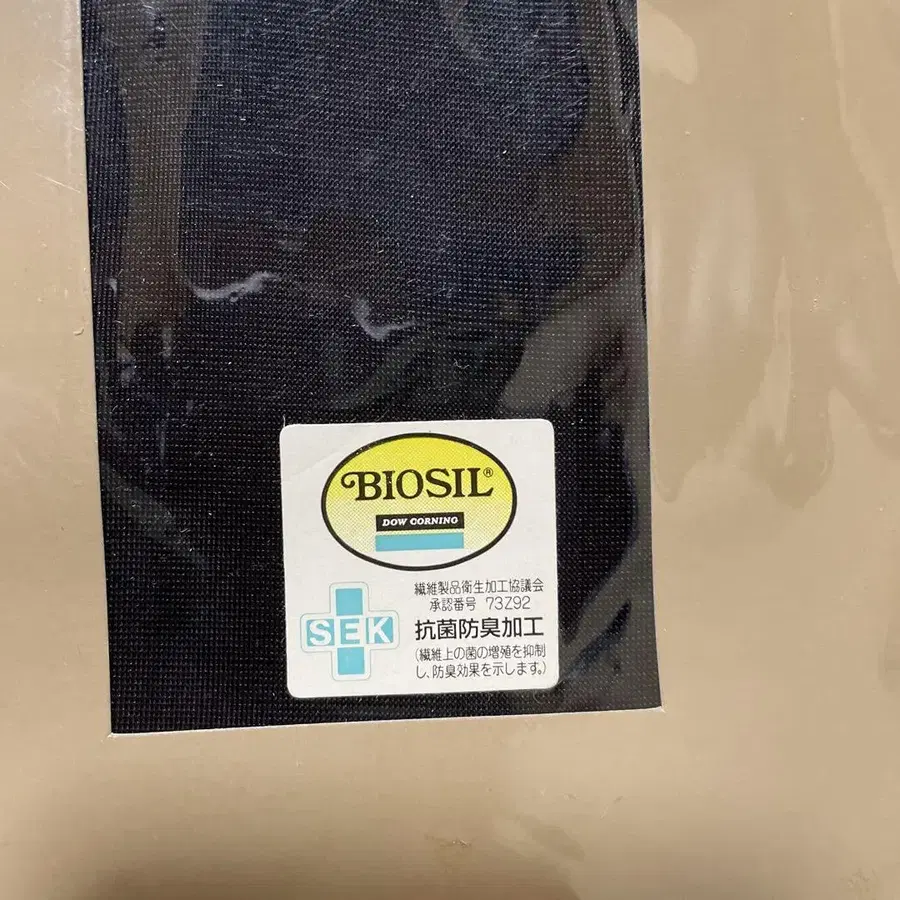 BIOSIL®
DOW CORNING
繊維製品衛生加工協議会
承認番号 73Z92
SEK
抗菌防臭加工
(繊維上の菌の増殖を抑制
し、防臭効果を示します。)